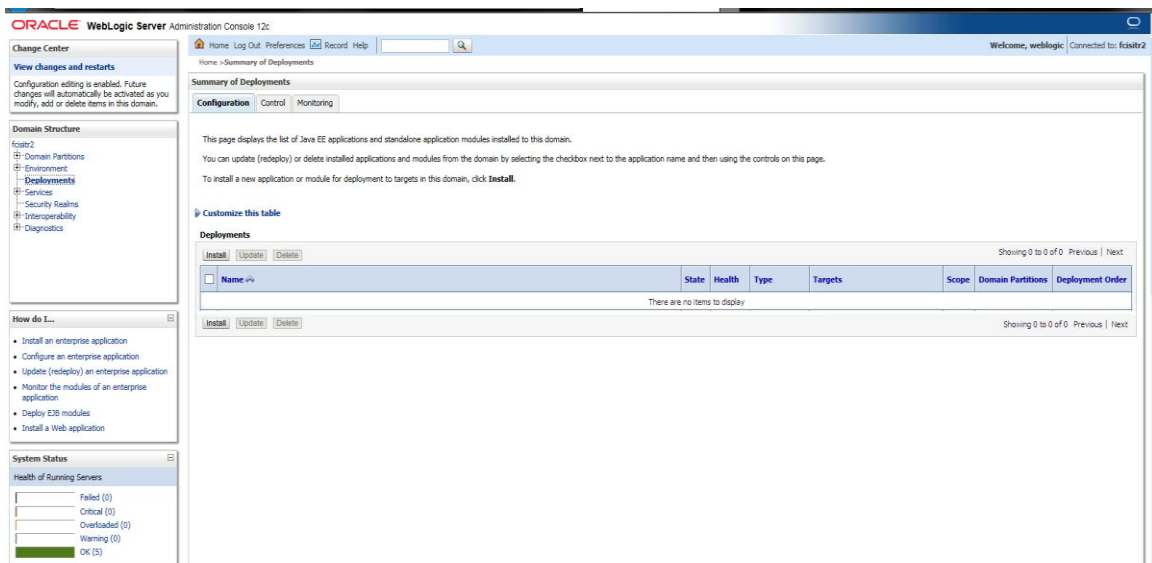 ORACLE WebLogic Server Administration Console 12c
Change Center
View changes and restarts
Configuration editing is enabled. Future
changes will automatically be activated as you
modify, add or delete items in this domain.
Domain Structure
fcisitr2
Domain Partitions
Environment
Deployments
Services
Security Realms
Interoperability
Diagnostics
How do I...
Install an enterprise application
Configure an enterprise application
Update (redeploy) an enterprise application
Monitor the modules of an enterprise
application
Deploy EJB modules
Install a Web application
System Status
Health of Running Servers
Failed (0)
Critical (0)
Overloaded (0)
Warning (0)
OK (5)
Home Log Out Preferences Record Help
Welcome, weblogic Connected to: fcisitr2
Home >Summary of Deployments
Summary of Deployments
Configuration Control Monitoring
This page displays the list of Java EE applications and standalone application modules installed to this domain.
You can update (redeploy) or delete installed applications and modules from the domain by selecting the checkbox next to the application name and then using the controls on this page.
To install a new application or module for deployment to targets in this domain, click Install.
Customize this table
Deployments
Install Update Delete Showing 0 to 0 of 0 Previous | Next
Name State Health Type Targets Scope Domain Partitions Deployment Order
There are no items to display
Install Update Delete Showing 0 to 0 of 0 Previous | Next